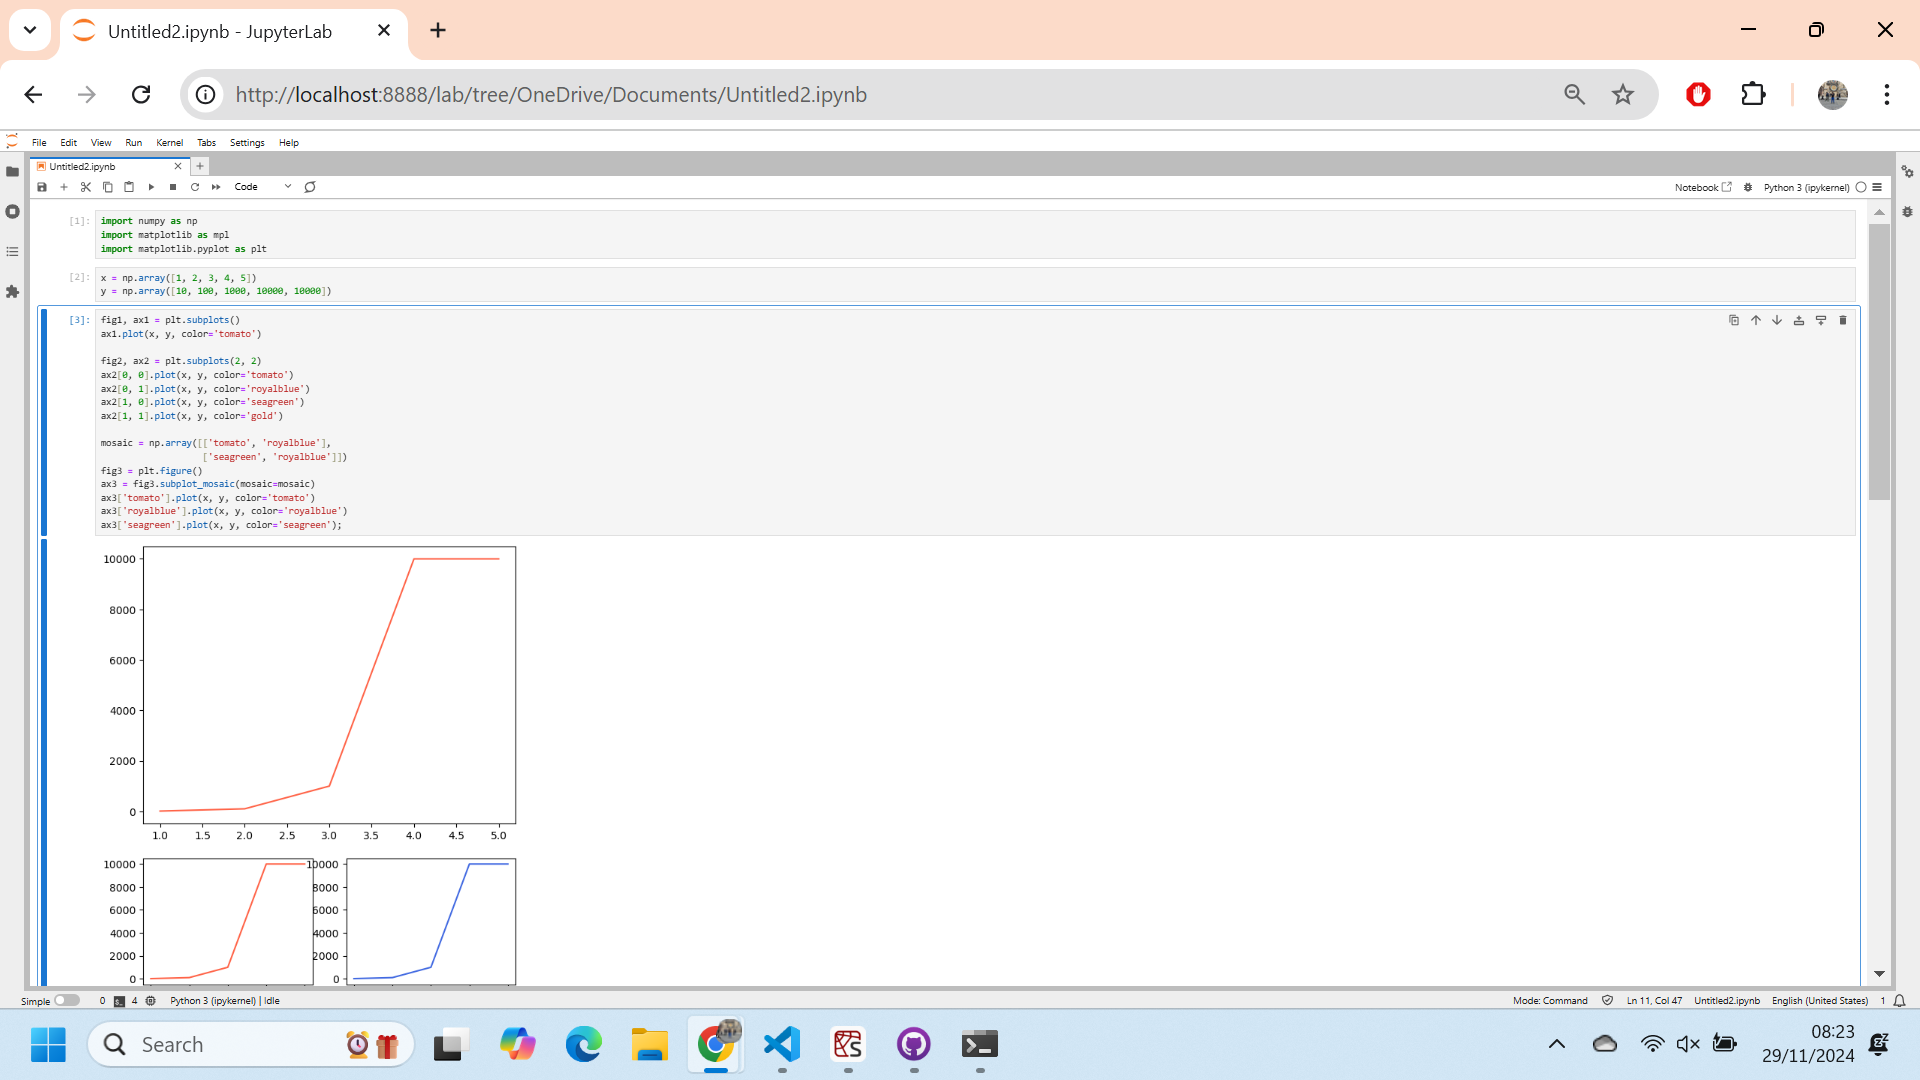 Untitled2.ipynb - JupyterLab
http://localhost:8888/lab/tree/OneDrive/Documents/Untitled2.ipynb
File Edit View Run Kernel Tabs Settings Help
Untitled2.ipynb
Code
Notebook
Python 3 (ipykernel)
[1]:
import numpy as np
import matplotlib as mpl
import matplotlib.pyplot as plt
[2]:
x = np.array([1, 2, 3, 4, 5])
y = np.array([10, 100, 1000, 10000, 10000])
[3]:
fig1, ax1 = plt.subplots()
ax1.plot(x, y, color='tomato')
fig2, ax2 = plt.subplots(2, 2)
ax2[0, 0].plot(x, y, color='tomato')
ax2[0, 1].plot(x, y, color='royalblue')
ax2[1, 0].plot(x, y, color='seagreen')
ax2[1, 1].plot(x, y, color='gold')
mosaic = np.array([['tomato', 'royalblue'],
['seagreen', 'royalblue']])
fig3 = plt.figure()
ax3 = fig3.subplot_mosaic(mosaic=mosaic)
ax3['tomato'].plot(x, y, color='tomato')
ax3['royalblue'].plot(x, y, color='royalblue')
ax3['seagreen'].plot(x, y, color='seagreen');
10000
8000
6000
4000
2000
0
1.0 1.5 2.0 2.5 3.0 3.5 4.0 4.5 5.0
10000 10000
8000 8000
6000 6000
4000 4000
2000 2000
0 0
Simple 0 4 Python 3 (ipykernel) | Idle
Mode: Command Ln 11, Col 47 Untitled2.ipynb English (United States) 1
Search
08:23
29/11/2024